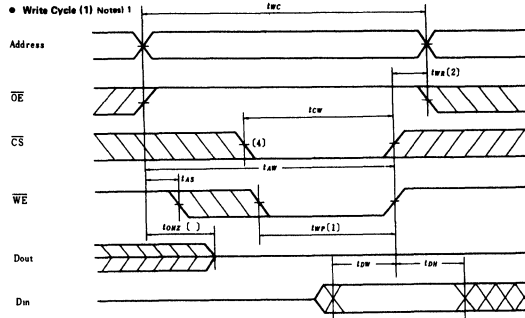 • Write Cycle (1) Notes) 1
tWC
Address
tWR(2)
OE
tCW
CS
(4)
tAW
tAS
WE
tOHZ( )
tWP(1)
Dout
tDW
tDH
Din